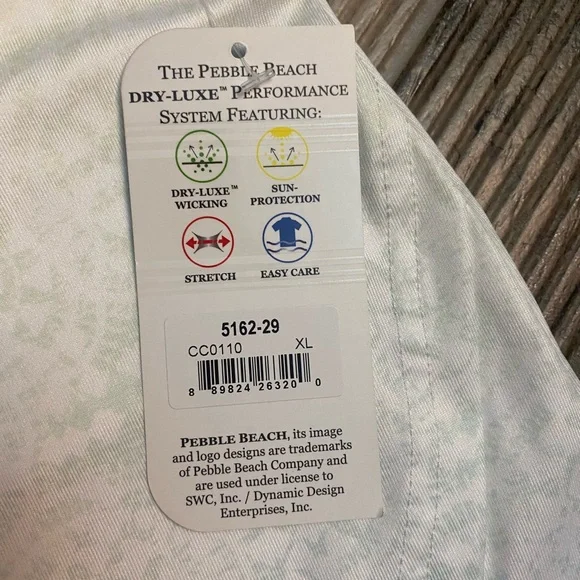 THE PEBBLE BEACH
DRY-LUXE™ PERFORMANCE
SYSTEM FEATURING:
DRY-LUXE™
WICKING
SUN-
PROTECTION
STRETCH
EASY CARE
5162-29
CC0110 XL
8 89824 26320 0
PEBBLE BEACH, its image
and logo designs are trademarks
of Pebble Beach Company and
are used under license to
SWC, Inc. / Dynamic Design
Enterprises, Inc.